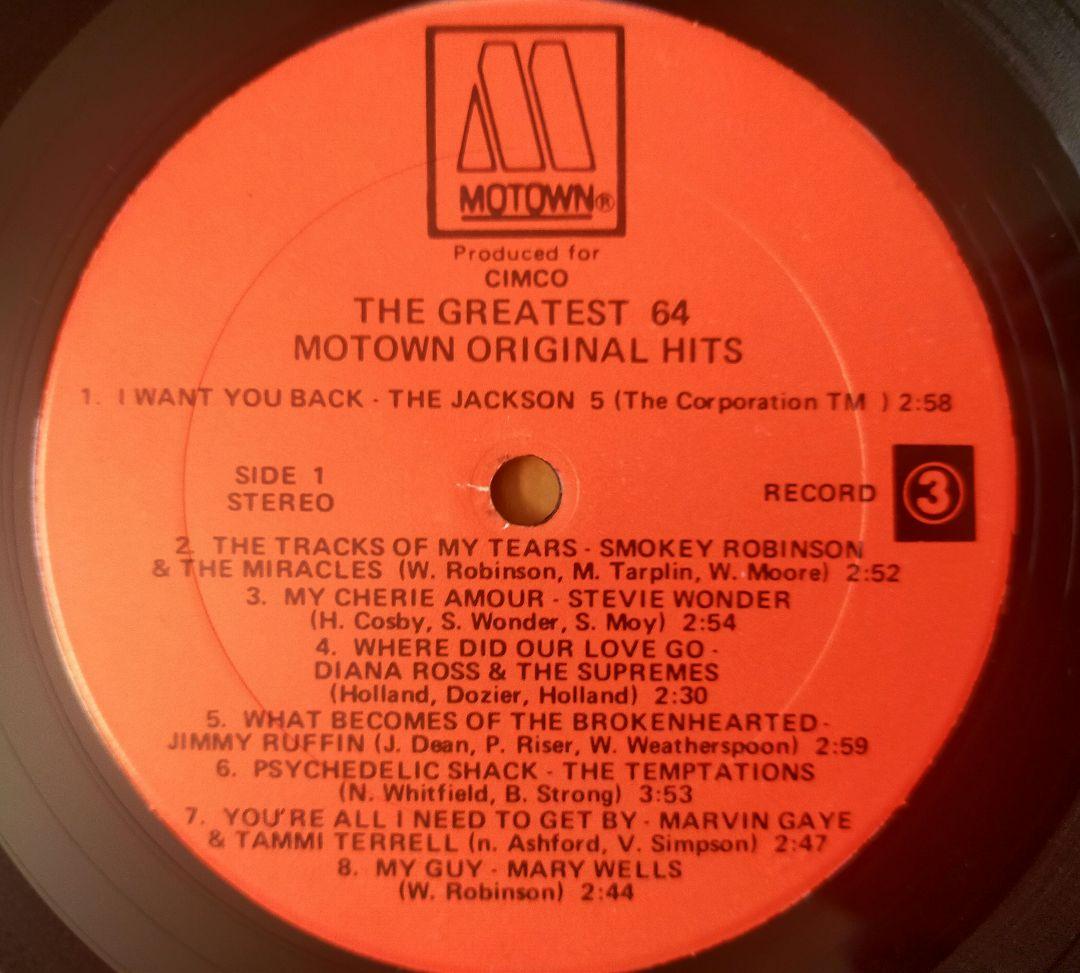 MOTOWN®
Produced for
CIMCO
THE GREATEST 64
MOTOWN ORIGINAL HITS
1. I WANT YOU BACK - THE JACKSON 5 (The Corporation TM ) 2:58
SIDE 1
STEREO
RECORD 3
2. THE TRACKS OF MY TEARS - SMOKEY ROBINSON
& THE MIRACLES (W. Robinson, M. Tarplin, W. Moore) 2:52
3. MY CHERIE AMOUR - STEVIE WONDER
(H. Cosby, S. Wonder, S. Moy) 2:54
4. WHERE DID OUR LOVE GO -
DIANA ROSS & THE SUPREMES
(Holland, Dozier, Holland) 2:30
5. WHAT BECOMES OF THE BROKENHEARTED -
JIMMY RUFFIN (J. Dean, P. Riser, W. Weatherspoon) 2:59
6. PSYCHEDELIC SHACK - THE TEMPTATIONS
(N. Whitfield, B. Strong) 3:53
7. YOU'RE ALL I NEED TO GET BY - MARVIN GAYE
& TAMMI TERRELL (n. Ashford, V. Simpson) 2:47
8. MY GUY - MARY WELLS
(W. Robinson) 2:44